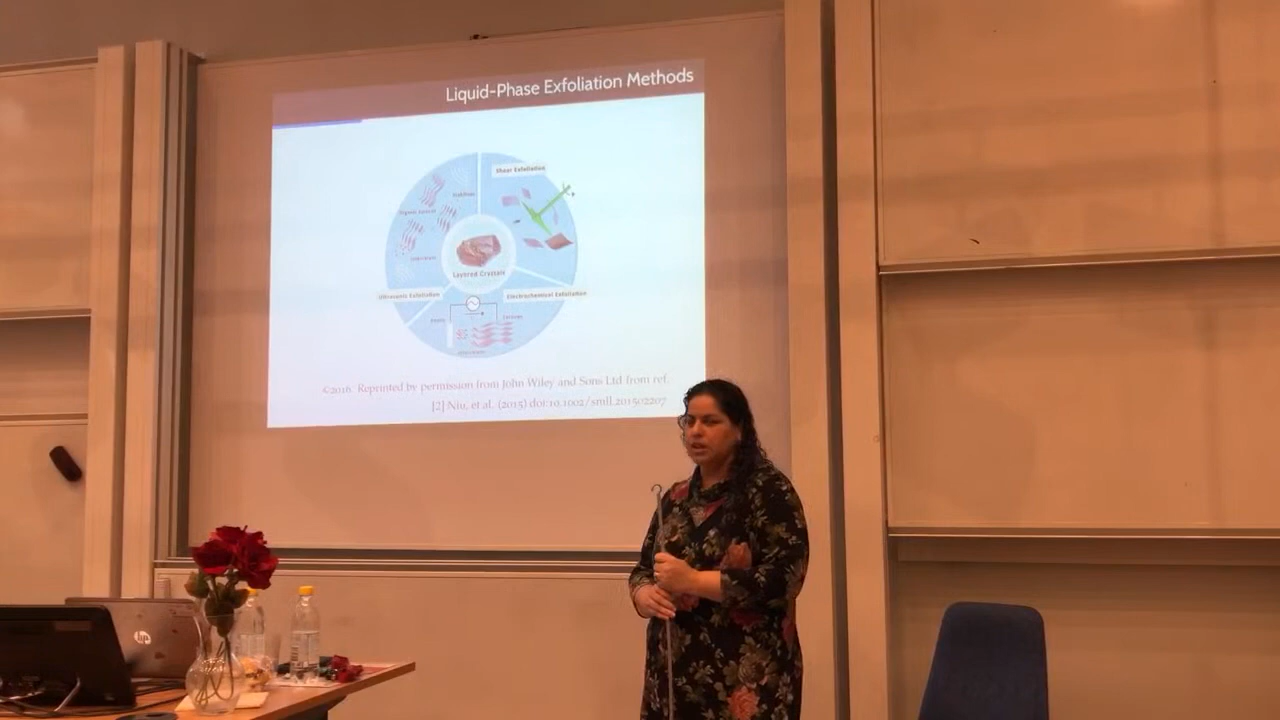 Liquid-Phase Exfoliation Methods
Shear Exfoliation
Layered Crystals
Ultrasonic Exfoliation
Electrochemical Exfoliation
©2016. Reprinted by permission from John Wiley and Sons Ltd from ref.
[2] Niu, et al. (2015) doi:10.1002/smll.201502207
hp